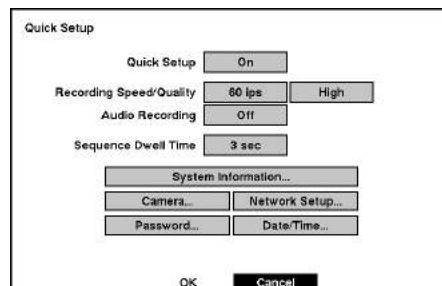 Quick Setup
Quick Setup On
Recording Speed/Quality 60 ips High
Audio Recording Off
Sequence Dwell Time 3 sec
System Information...
Camera... Network Setup...
Password... Date/Time...
OK Cancel